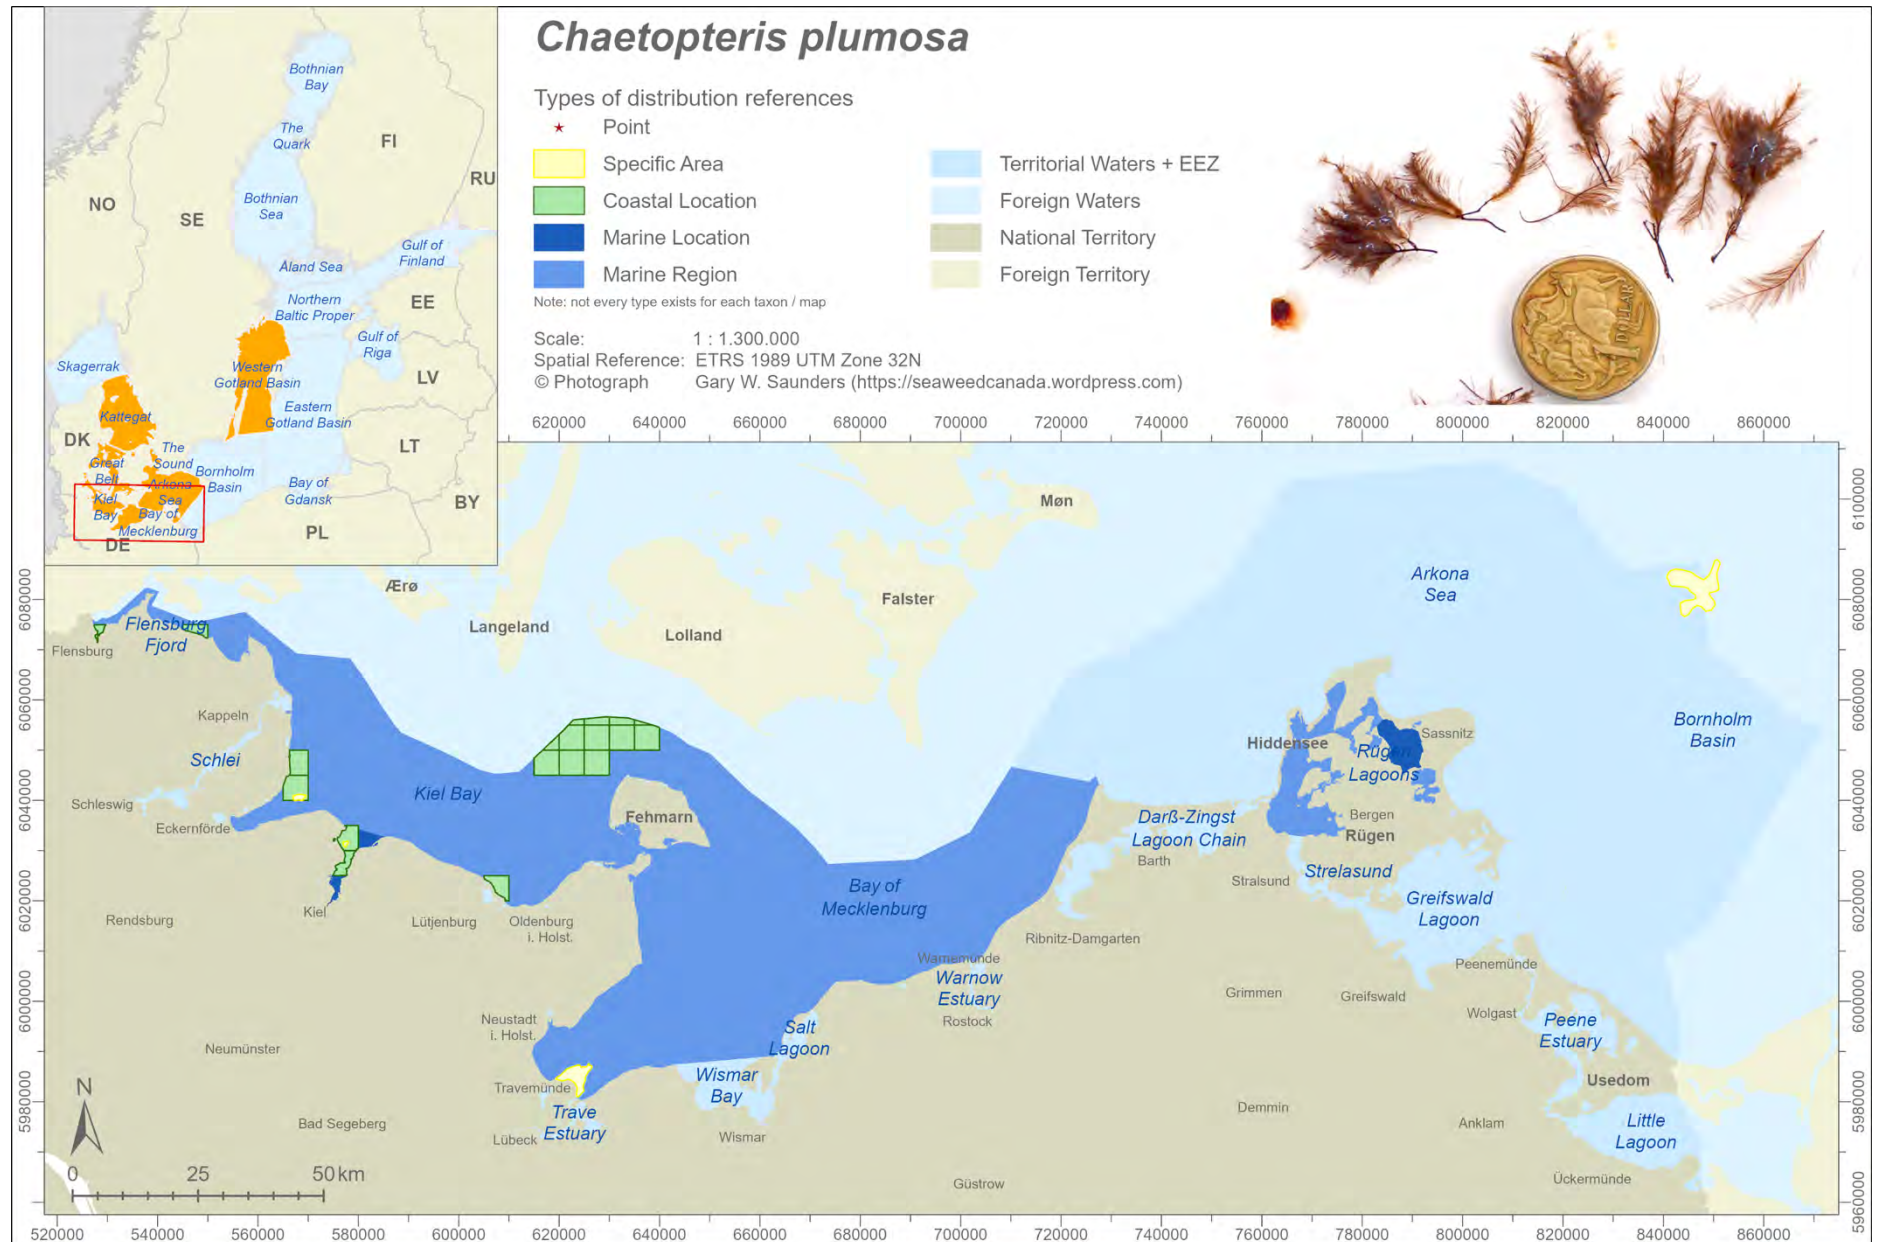 Chaetopteris plumosa
Types of distribution references
Point
Specific Area
Coastal Location
Marine Location
Marine Region
Territorial Waters + EEZ
Foreign Waters
National Territory
Foreign Territory
Note: not every type exists for each taxon / map
Scale: 1 : 1.300.000
Spatial Reference: ETRS 1989 UTM Zone 32N
© Photograph Gary W. Saunders (https://seaweedcanada.wordpress.com)
DOLLAR
Bothnian
Bay
The
Quark
FI
RU
NO
SE
Bothnian
Sea
Gulf of
Finland
Åland Sea
Northern
Baltic Proper
EE
Gulf of
Riga
Skagerrak
Western
Gotland Basin
LV
Kattegat
Eastern
Gotland Basin
DK
The
Sound
LT
Great
Belt
Arkona
Sea
Bornholm
Basin
Bay of
Gdansk
Kiel
Bay
Bay of
Mecklenburg
BY
PL
DE
620000 640000 660000 680000 700000 720000 740000 760000 780000 800000 820000 840000 860000
6100000
6080000
6060000
6040000
6020000
6000000
5980000
5960000
6080000
6060000
6040000
6020000
6000000
5980000
Møn
Ærø
Langeland
Lolland
Falster
Arkona
Sea
Flensburg
Fjord
Flensburg
Kappeln
Schlei
Schleswig
Eckernförde
Kiel Bay
Fehmarn
Hiddensee
Sassnitz
Rügen
Lagoons
Bornholm
Basin
Bergen
Rügen
Darß-Zingst
Lagoon Chain
Barth
Stralsund
Strelasund
Greifswald
Lagoon
Rendsburg
Kiel
Lütjenburg
Oldenburg
i. Holst.
Bay of
Mecklenburg
Ribnitz-Damgarten
Warnemünde
Warnow
Estuary
Rostock
Peenemünde
Grimmen
Greifswald
Wolgast
Peene
Estuary
Neustadt
i. Holst.
Salt
Lagoon
Neumünster
Travemünde
Wismar
Bay
Usedom
Trave
Estuary
Lübeck
Wismar
Bad Segeberg
Demmin
Anklam
Little
Lagoon
Güstrow
Ückermünde
N
0 25 50 km
520000 540000 560000 580000 600000 620000 640000 660000 680000 700000 720000 740000 760000 780000 800000 820000 840000 860000